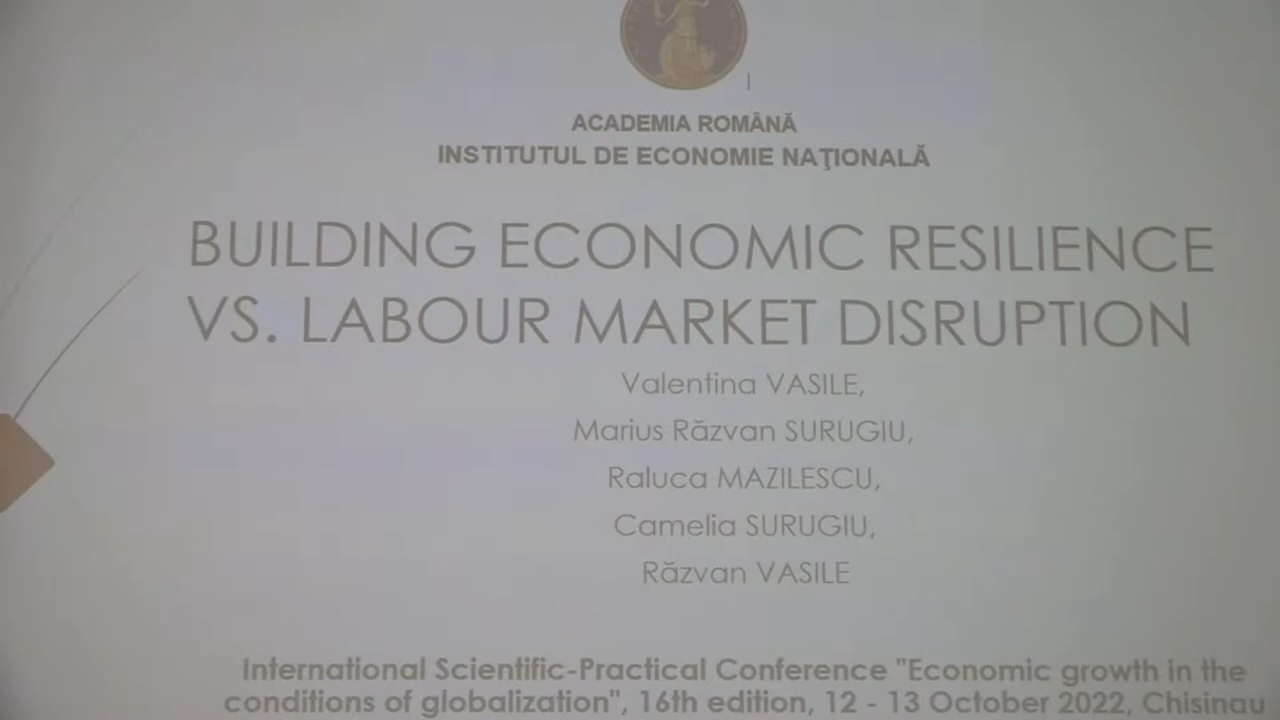 ACADEMIA ROMÂNĂ
INSTITUTUL DE ECONOMIE NAŢIONALĂ
BUILDING ECONOMIC RESILIENCE
VS. LABOUR MARKET DISRUPTION
Valentina VASILE,
Marius Răzvan SURUGIU,
Raluca MAZILESCU,
Camelia SURUGIU,
Răzvan VASILE
International Scientific-Practical Conference "Economic growth in the
conditions of globalization", 16th edition, 12 - 13 October 2022, Chisinau